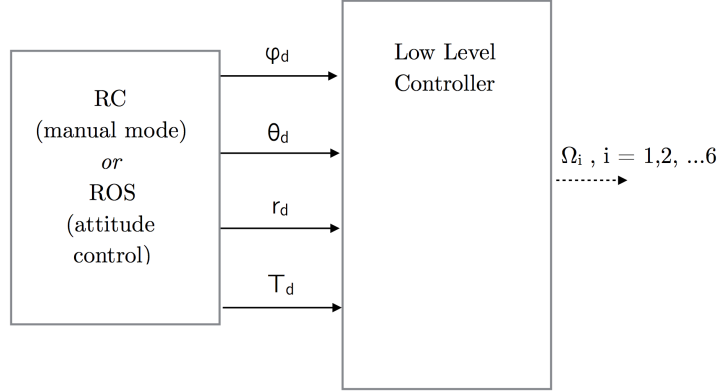 RC
(manual mode)
or
ROS
(attitude
control)
φd
θd
rd
Td
Low Level
Controller
Ωi , i = 1,2, ...6